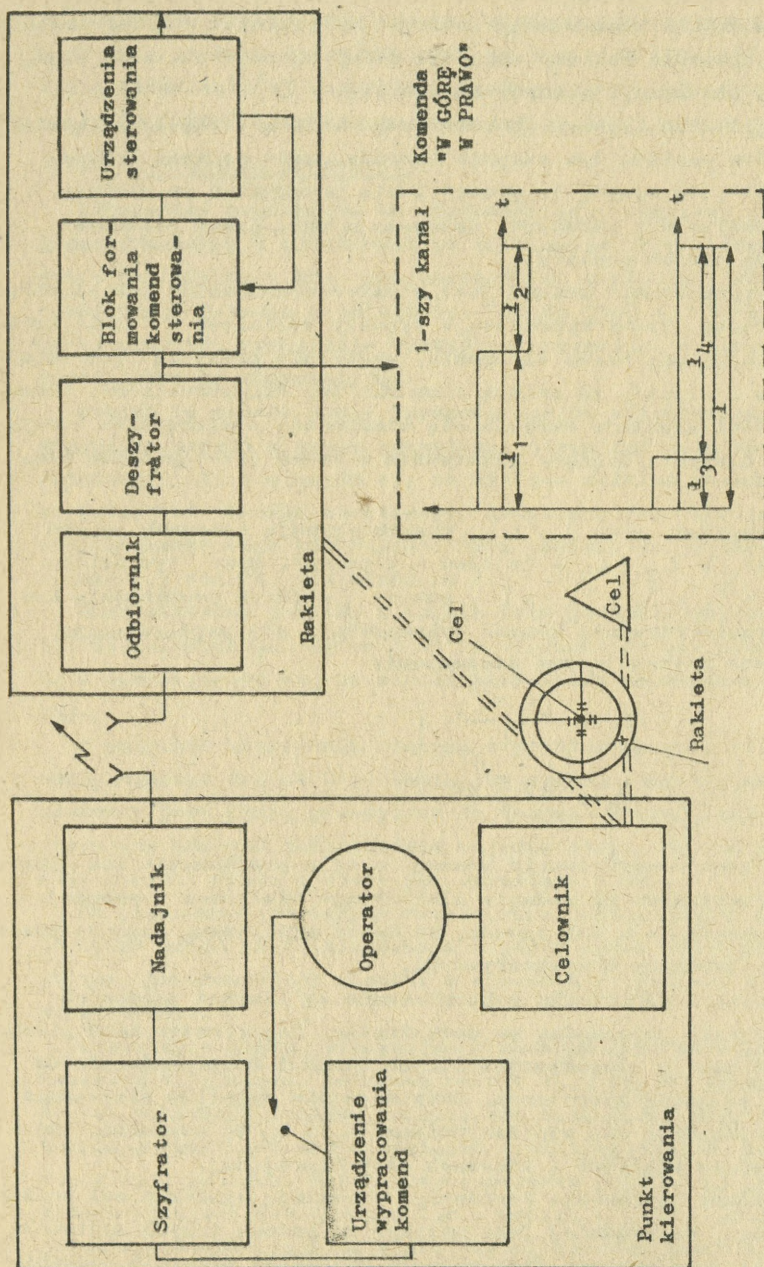 Szyfrator
Nadajnik
Urządzenie
wypracowania
komend
Operator
Celownik
Punkt
kierowania
Odbiornik
Deszy-
frator
Blok for-
mowania
komend
sterowa-
nia
Urządzenia
sterowania
Rakieta
Cel
Cel
Rakieta
1-szy kanał
t
t
1
2
t
3
4
Komenda
"W GÓRĘ
W PRAWO"